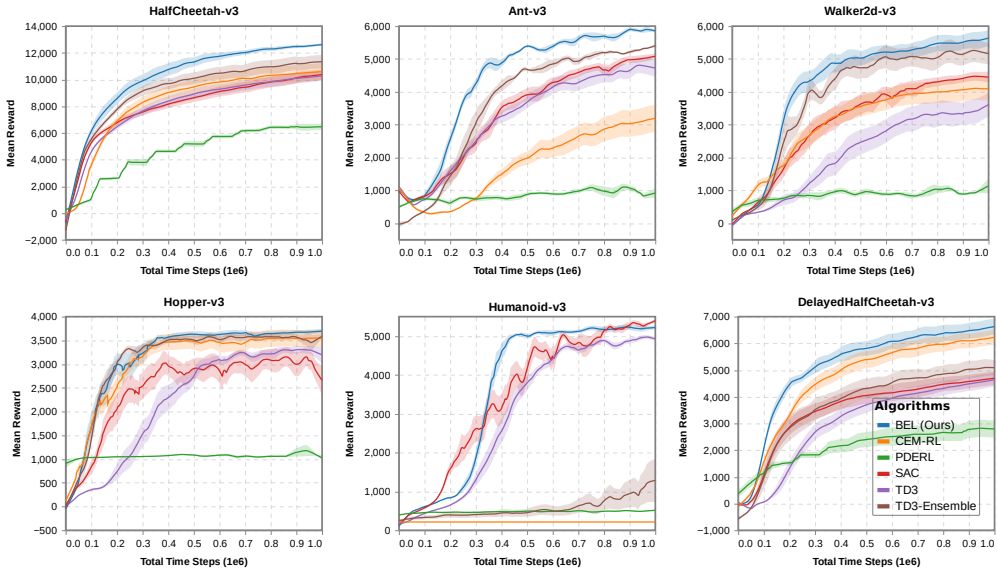 HalfCheetah-v3
14,000
12,000
10,000
8,000
6,000
4,000
2,000
0
−2,000
Mean Reward
0.0 0.1 0.2 0.3 0.4 0.5 0.6 0.7 0.8 0.9 1.0
Total Time Steps (1e6)
Ant-v3
6,000
5,000
4,000
3,000
2,000
1,000
0
Mean Reward
0.0 0.1 0.2 0.3 0.4 0.5 0.6 0.7 0.8 0.9 1.0
Total Time Steps (1e6)
Walker2d-v3
6,000
5,000
4,000
3,000
2,000
1,000
0
Mean Reward
0.0 0.1 0.2 0.3 0.4 0.5 0.6 0.7 0.8 0.9 1.0
Total Time Steps (1e6)
Hopper-v3
4,000
3,500
3,000
2,500
2,000
1,500
1,000
500
0
−500
Mean Reward
0.0 0.1 0.2 0.3 0.4 0.5 0.6 0.7 0.8 0.9 1.0
Total Time Steps (1e6)
Humanoid-v3
5,000
4,000
3,000
2,000
1,000
0
Mean Reward
0.0 0.1 0.2 0.3 0.4 0.5 0.6 0.7 0.8 0.9 1.0
Total Time Steps (1e6)
DelayedHalfCheetah-v3
7,000
6,000
5,000
4,000
3,000
2,000
1,000
0
−1,000
Mean Reward
0.0 0.1 0.2 0.3 0.4 0.5 0.6 0.7 0.8 0.9 1.0
Total Time Steps (1e6)
Algorithms
BEL (Ours)
CEM-RL
PDERL
SAC
TD3
TD3-Ensemble